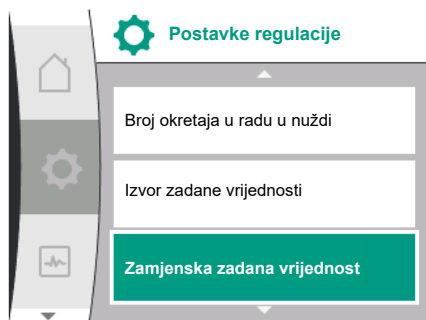 Postavke regulacije
Broj okretaja u radu u nuždi
Izvor zadane vrijednosti
Zamjenska zadana vrijednost